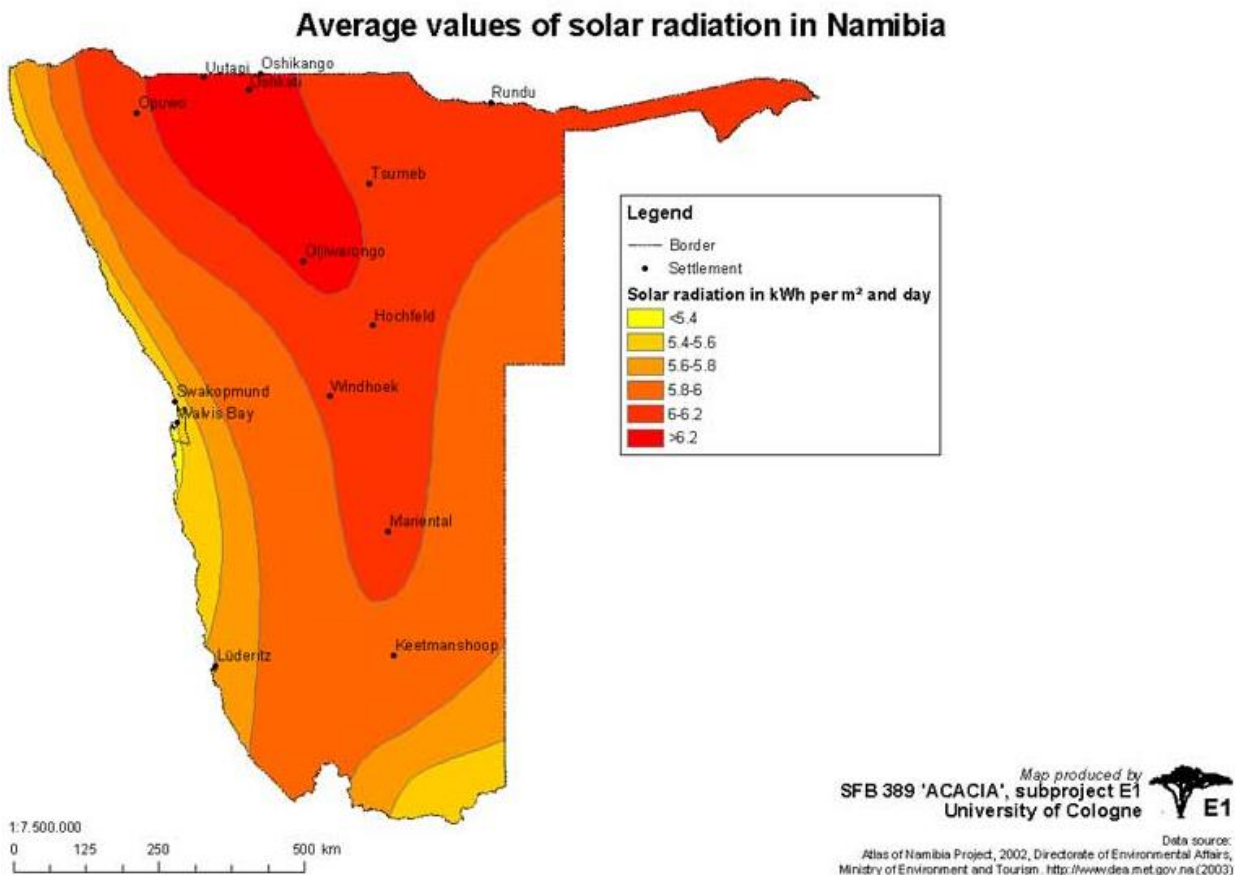 Average values of solar radiation in Namibia
Oshikango
Uutapi
Oshakati
Opuwo
Rundu
Tsumeb
Otjiwarongo
Hochfeld
Windhoek
Swakopmund
Walvis Bay
Mariental
Keetmanshoop
Lüderitz
Legend
Border
Settlement
Solar radiation in kWh per m² and day
<5.4
5.4-5.6
5.6-5.8
5.8-6
6-6.2
>6.2
1:7.500.000
0 125 250 500 km
Map produced by
SFB 389 'ACACIA', subproject E1
University of Cologne
E1
Data source:
Atlas of Namibia Project, 2002, Directorate of Environmental Affairs,
Ministry of Environment and Tourism. http://www.dea.met.gov.na (2003)